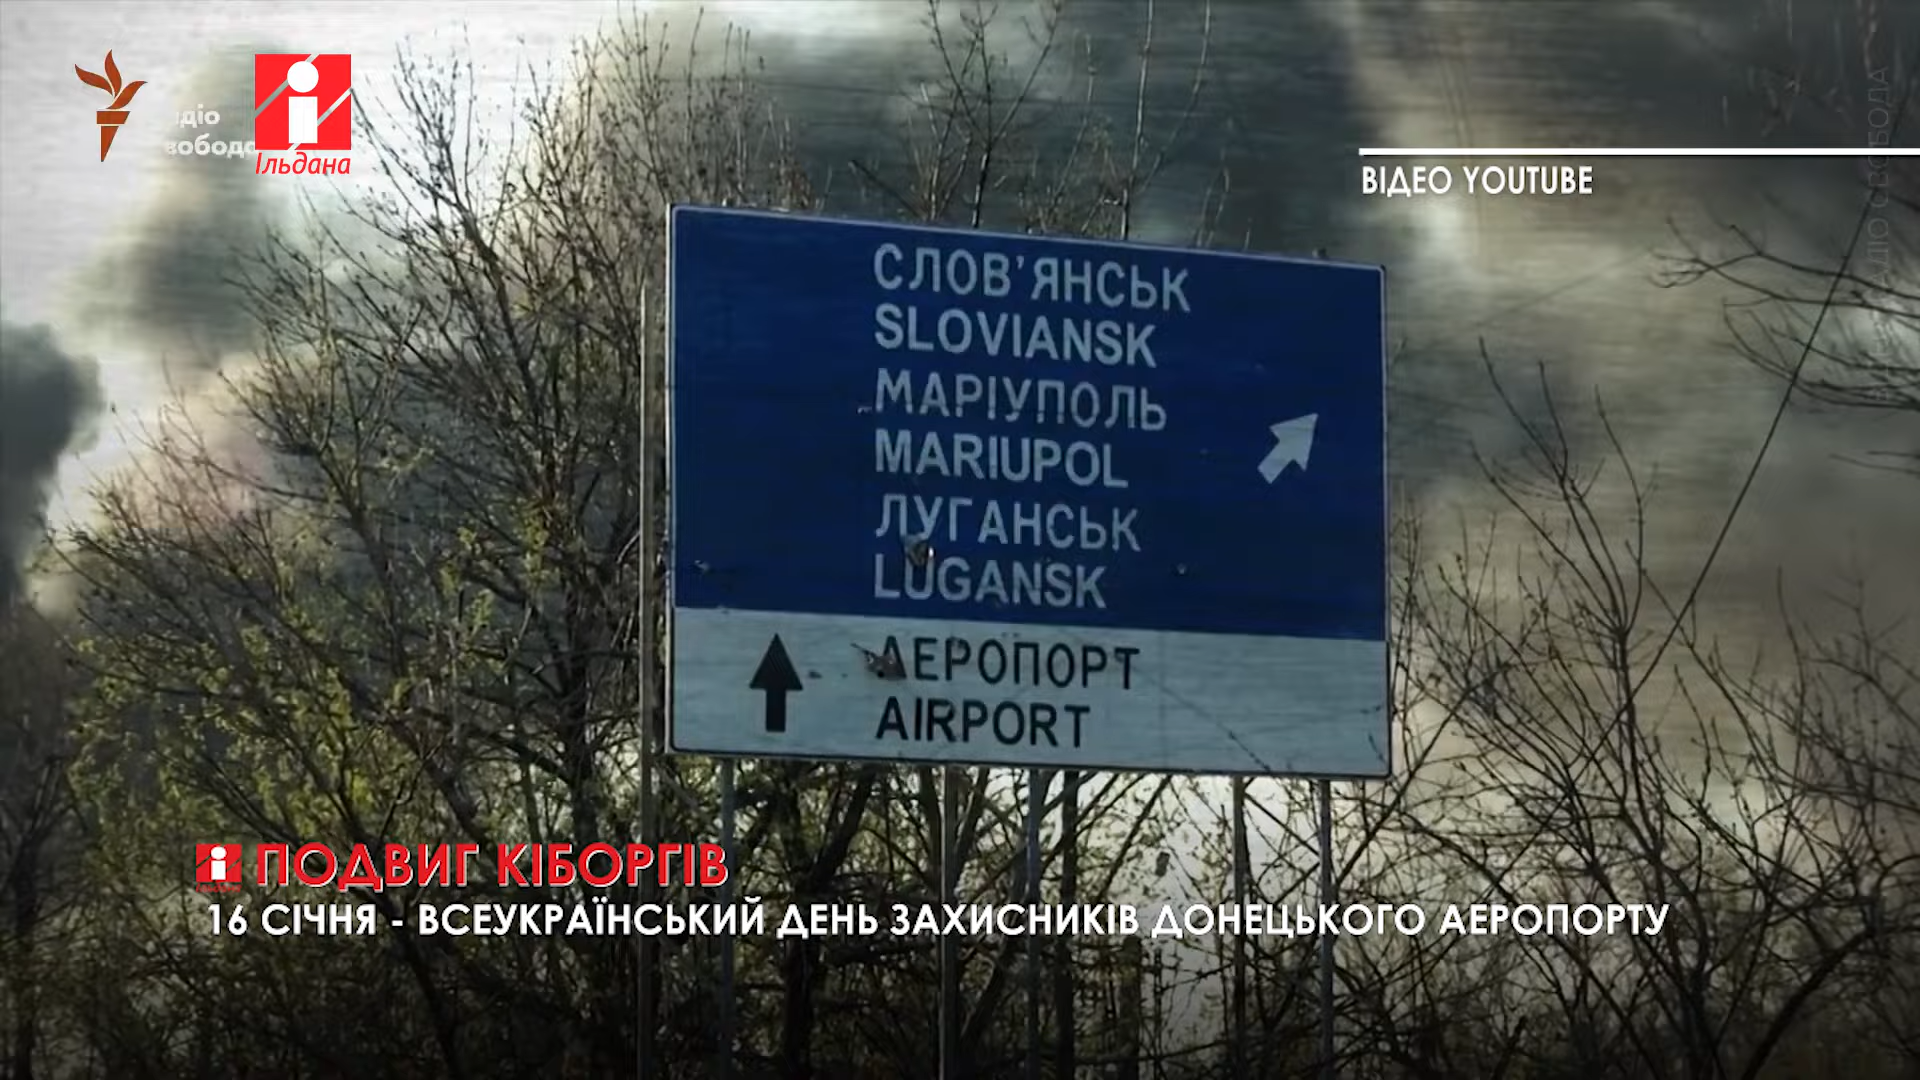 Ільдана
ВІДЕО YOUTUBE
СЛОВ'ЯНСЬК
SLOVIANSK
МАРІУПОЛЬ
MARIUPOL
ЛУГАНСЬК
LUGANSK
АЕРОПОРТ
AIRPORT
ПОДВИГ КІБОРГІВ
16 СІЧНЯ - ВСЕУКРАЇНСЬКИЙ ДЕНЬ ЗАХИСНИКІВ ДОНЕЦЬКОГО АЕРОПОРТУ